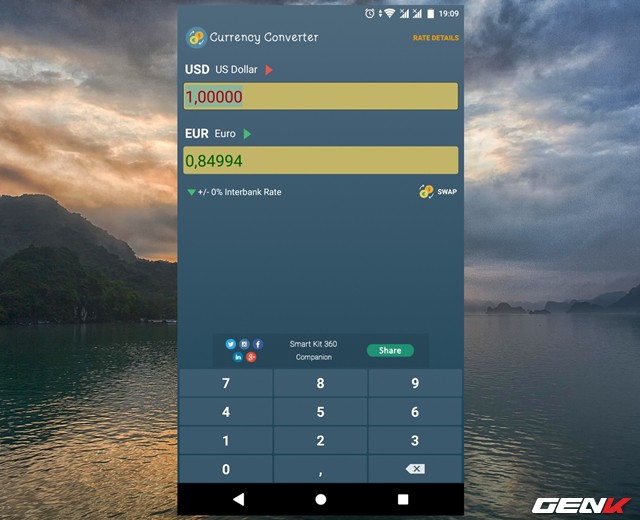 19:09
Currency Converter
RATE DETAILS
USD US Dollar
1,00000
EUR Euro
0,84994
+/- 0% Interbank Rate
SWAP
Smart Kit 360
Companion
Share
7 8 9
4 5 6
1 2 3
0 ,
GENK